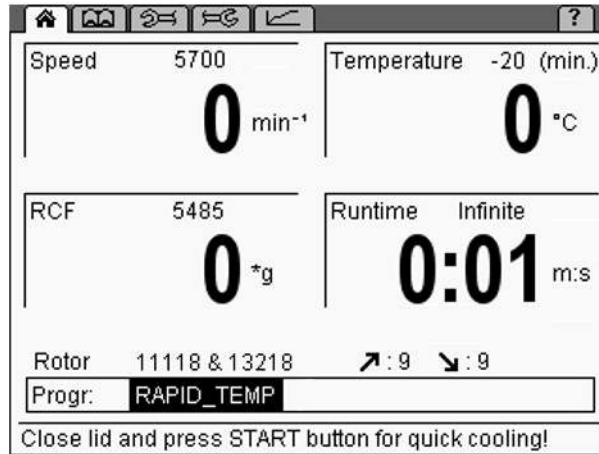 ?
Speed 5700
0 min⁻¹
Temperature -20 (min.)
0 °C
RCF 5485
0 *g
Runtime Infinite
0:01 m:s
Rotor 11118 & 13218 ↗: 9 ↘: 9
Progr: RAPID_TEMP
Close lid and press START button for quick cooling!